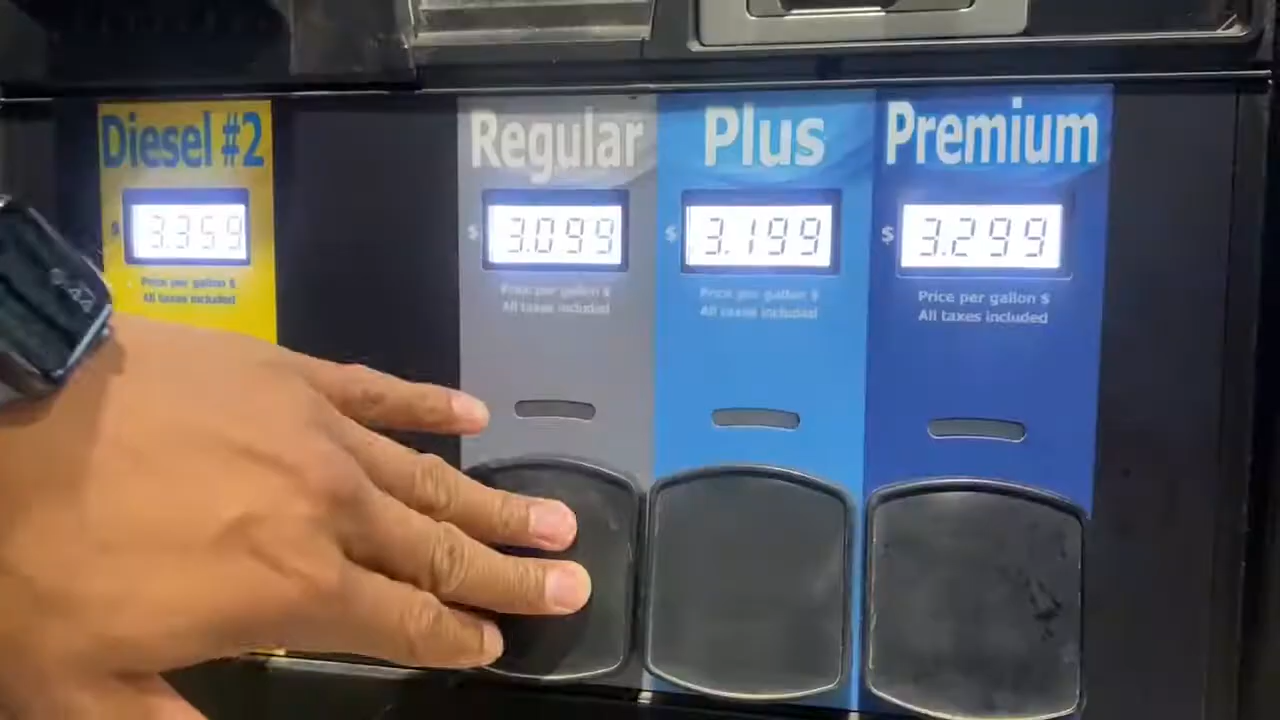 Diesel #2
$ 3.359
Price per gallon $
All taxes included
Regular
$ 3.099
Price per gallon $
All taxes included
Plus
$ 3.199
Price per gallon $
All taxes included
Premium
$ 3.299
Price per gallon $
All taxes included